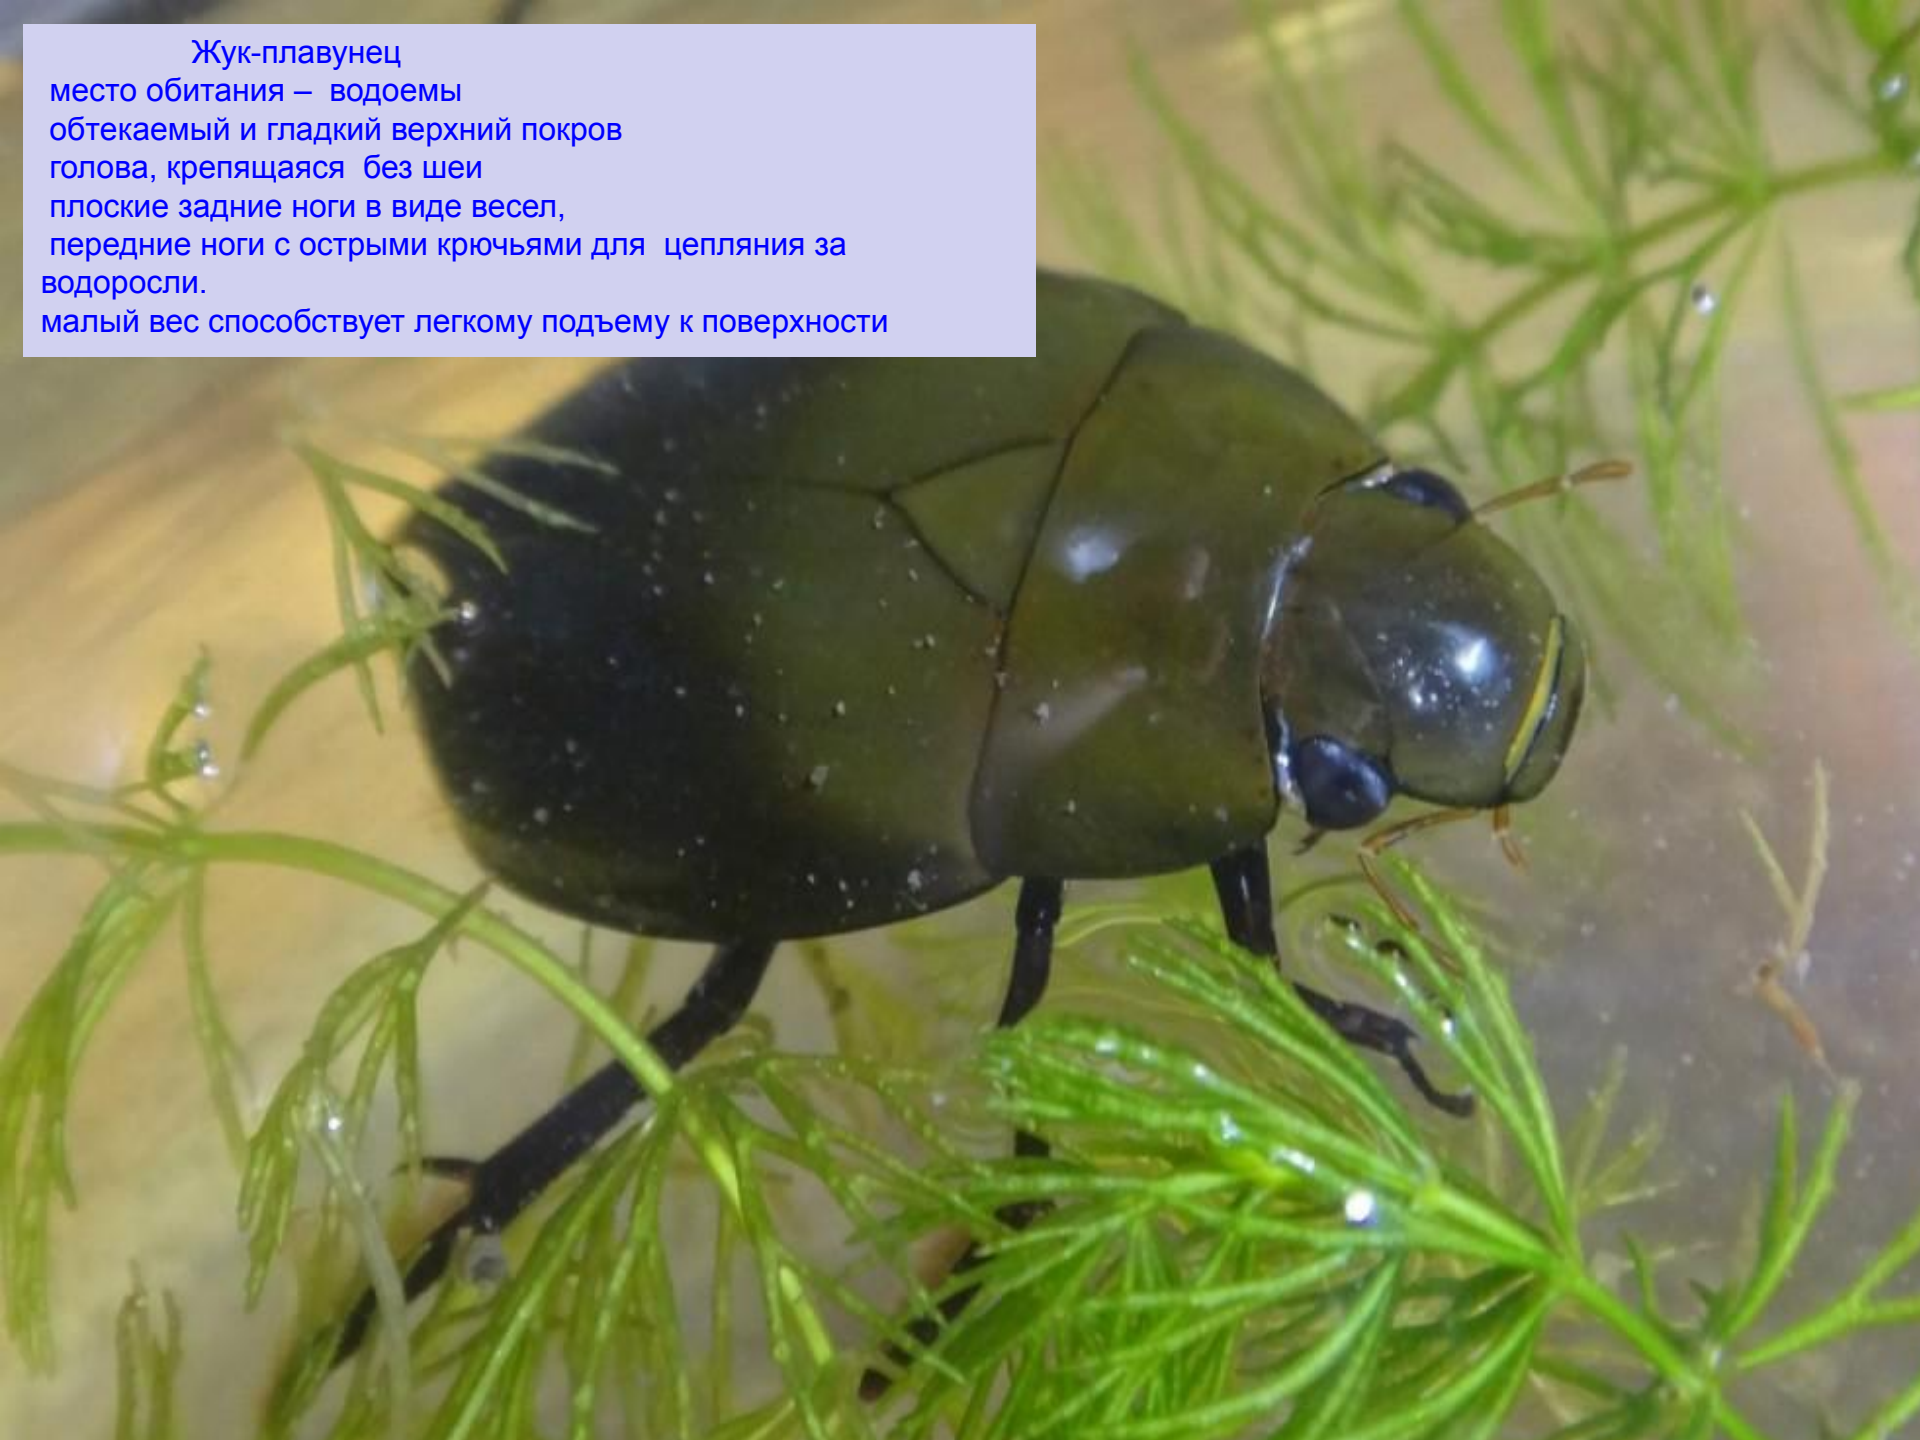 Жук-плавунец
место обитания – водоемы
обтекаемый и гладкий верхний покров
голова, крепящаяся без шеи
плоские задние ноги в виде весел,
передние ноги с острыми крючьями для цепляния за
водоросли.
малый вес способствует легкому подъему к поверхности